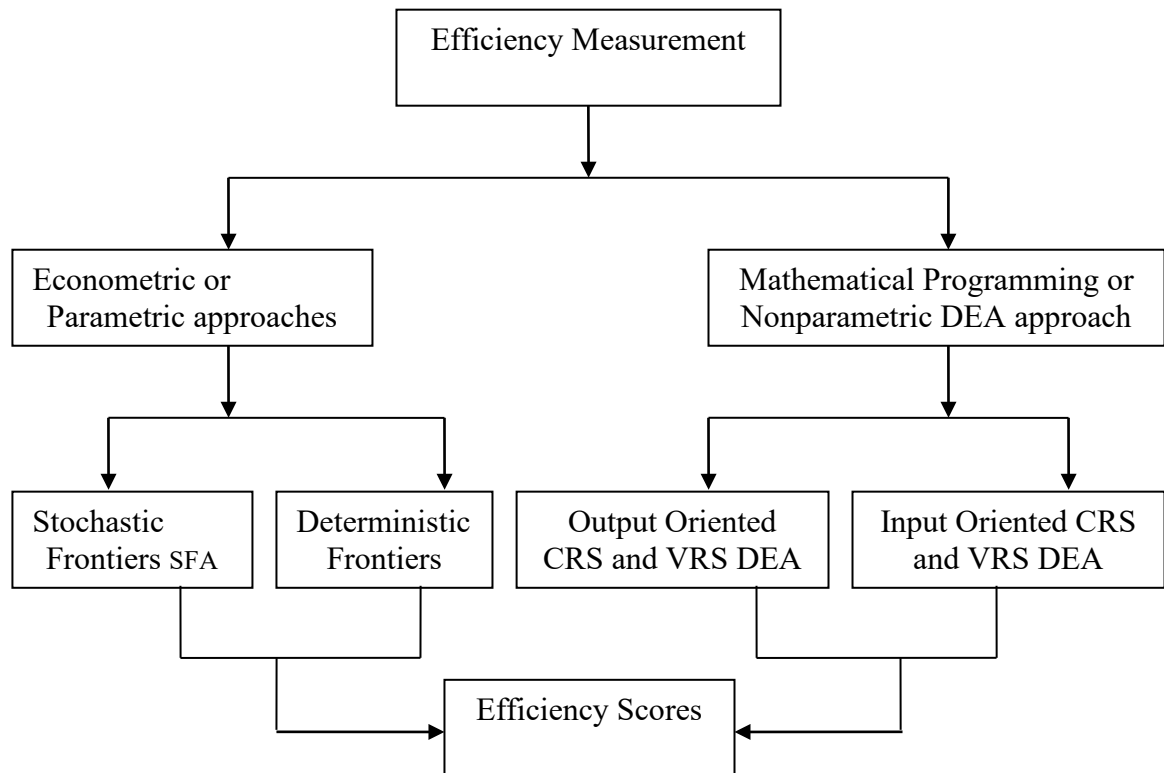 Efficiency Measurement
Econometric or
Parametric approaches
Mathematical Programming or
Nonparametric DEA approach
Stochastic
Frontiers SFA
Deterministic
Frontiers
Output Oriented
CRS and VRS DEA
Input Oriented CRS
and VRS DEA
Efficiency Scores